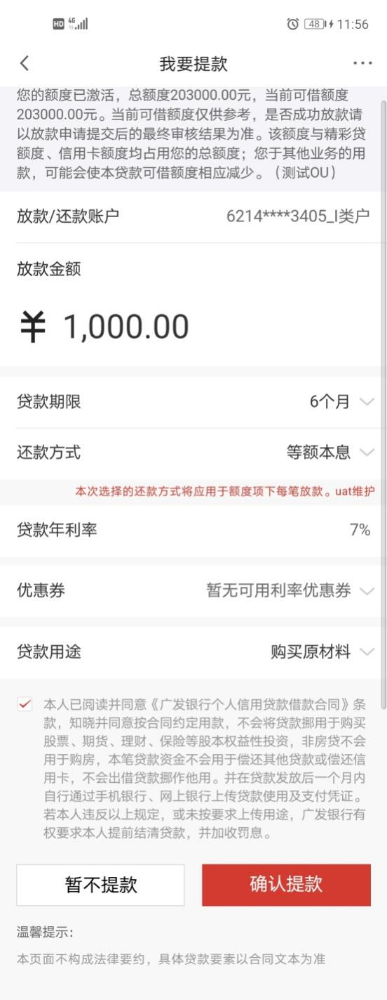 HD 4G 48 11:56
我要提款
您的额度已激活，总额度203000.00元，当前可借额度
203000.00元。当前可借额度仅供参考，是否成功放款请
以放款申请提交后的最终审核结果为准。该额度与精彩贷
额度、信用卡额度均占用您的总额度；您于其他业务的用
款，可能会使本贷款可借额度相应减少。（测试OU）
放款/还款账户 6214****3405_I类户
放款金额
¥ 1,000.00
贷款期限 6个月
还款方式 等额本息
本次选择的还款方式将应用于额度项下每笔放款。uat维护
贷款年利率 7%
优惠券 暂无可用利率优惠券
贷款用途 购买原材料
本人已阅读并同意《广发银行个人信用贷款借款合同》条
款，知晓并同意按合同约定用款，不会将贷款挪用于购买
股票、期货、理财、保险等股本权益性投资，非房贷不会
用于购房，本笔贷款资金不会用于偿还其他贷款或偿还信
用卡，不会出借贷款挪作他用。并在贷款发放后一个月内
自行通过手机银行、网上银行上传贷款使用及支付凭证。
若本人违反以上规定，或未按要求上传用途，广发银行有
权要求本人提前结清贷款，并加收罚息。
暂不提款 确认提款
温馨提示：
本页面不构成法律要约，具体贷款要素以合同文本为准